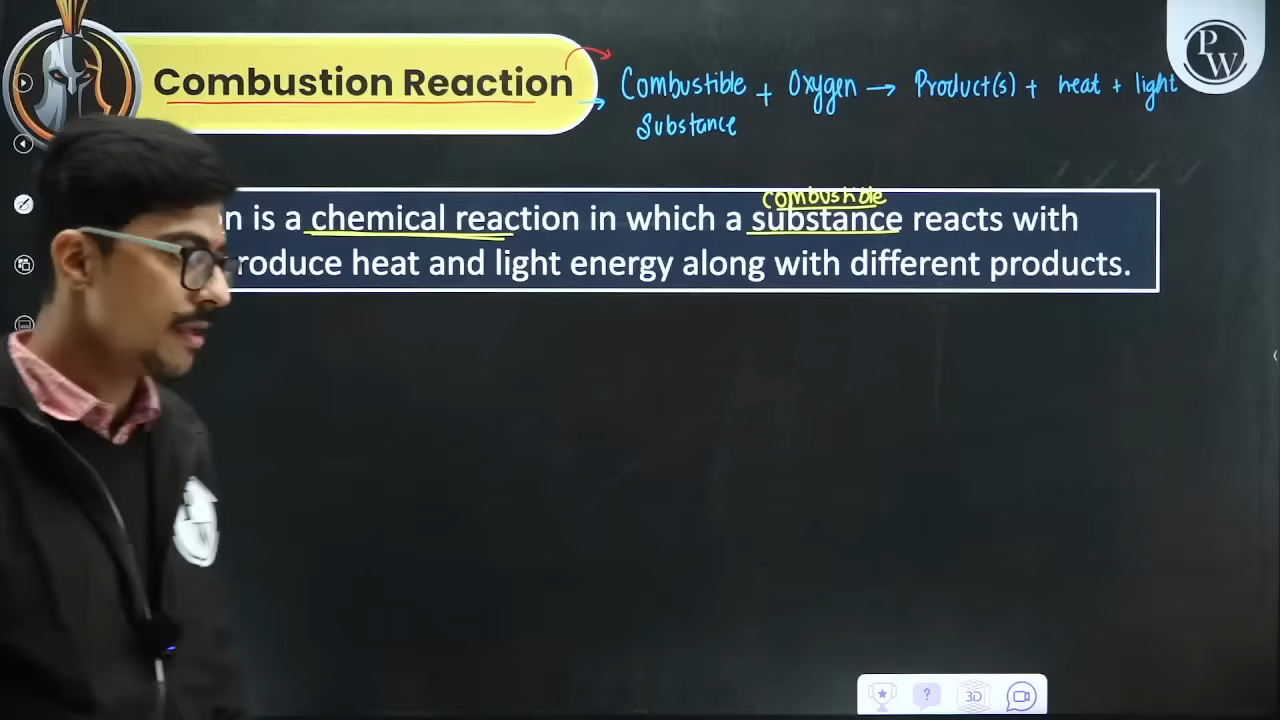 Combustion Reaction
Combustible + Oxygen → Product(s) + heat + light
Substance
PW
combustible
n is a chemical reaction in which a substance reacts with
roduce heat and light energy along with different products.
?
3D